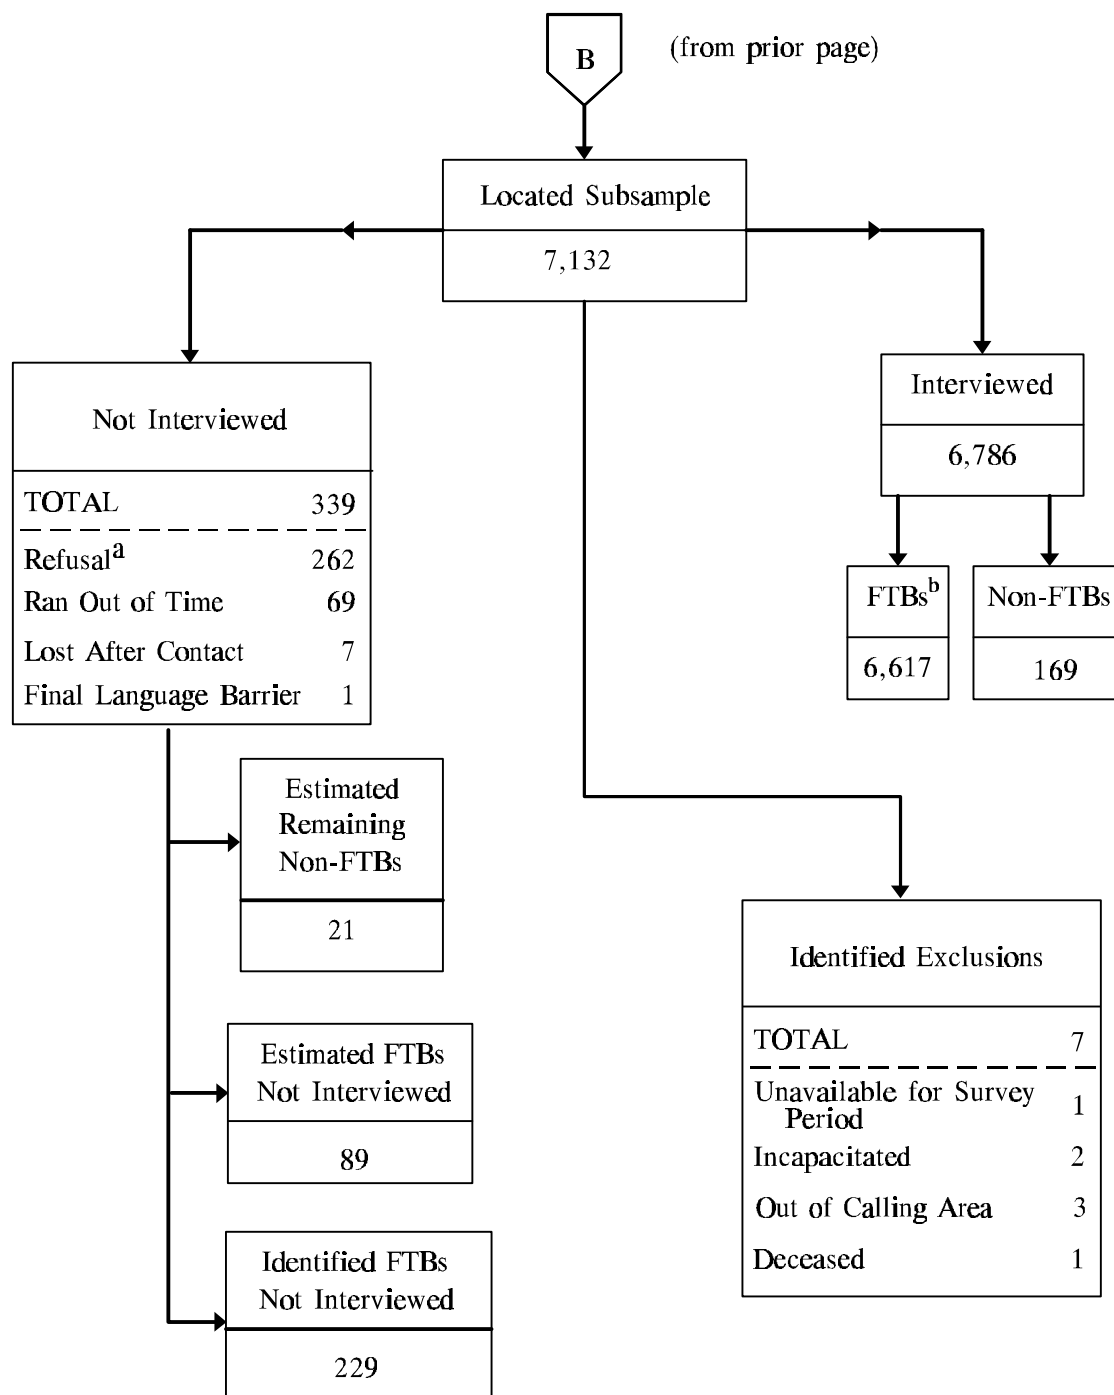 B
(from prior page)
Located Subsample
7,132
Not Interviewed
TOTAL 339
Refusal^a 262
Ran Out of Time 69
Lost After Contact 7
Final Language Barrier 1
Interviewed
6,786
FTBs^b
6,617
Non-FTBs
169
Estimated
Remaining
Non-FTBs
21
Estimated FTBs
Not Interviewed
89
Identified FTBs
Not Interviewed
229
Identified Exclusions
TOTAL 7
Unavailable for Survey
Period 1
Incapacitated 2
Out of Calling Area 3
Deceased 1